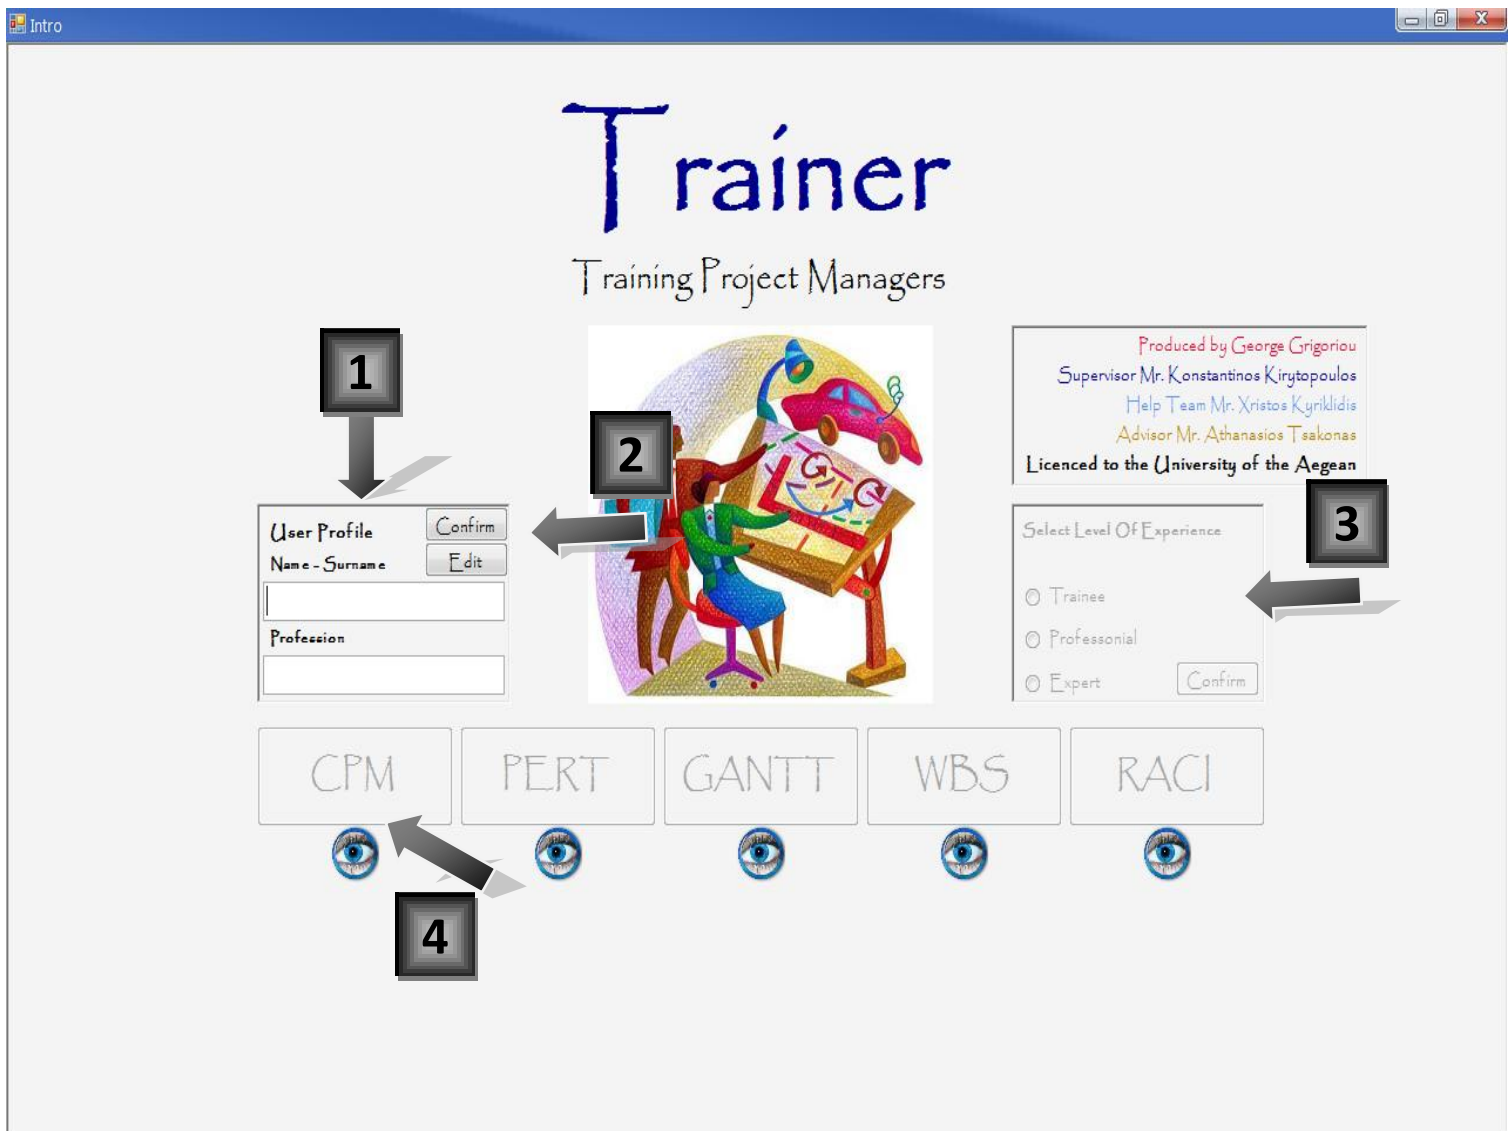 Intro
Trainer
Training Project Managers
1
2
Produced by George Grigoriou
Supervisor Mr. Konstantinos Kirytopoulos
Help Team Mr. Xristos Kyriklidis
Advisor Mr. Athanasios Tsakonas
Licenced to the University of the Aegean
3
User Profile
Confirm
Name - Surname
Edit
Profession
Select Level Of Experience
Trainee
Professonial
Expert
Confirm
CPM
PERT
GANTT
WBS
RACI
4